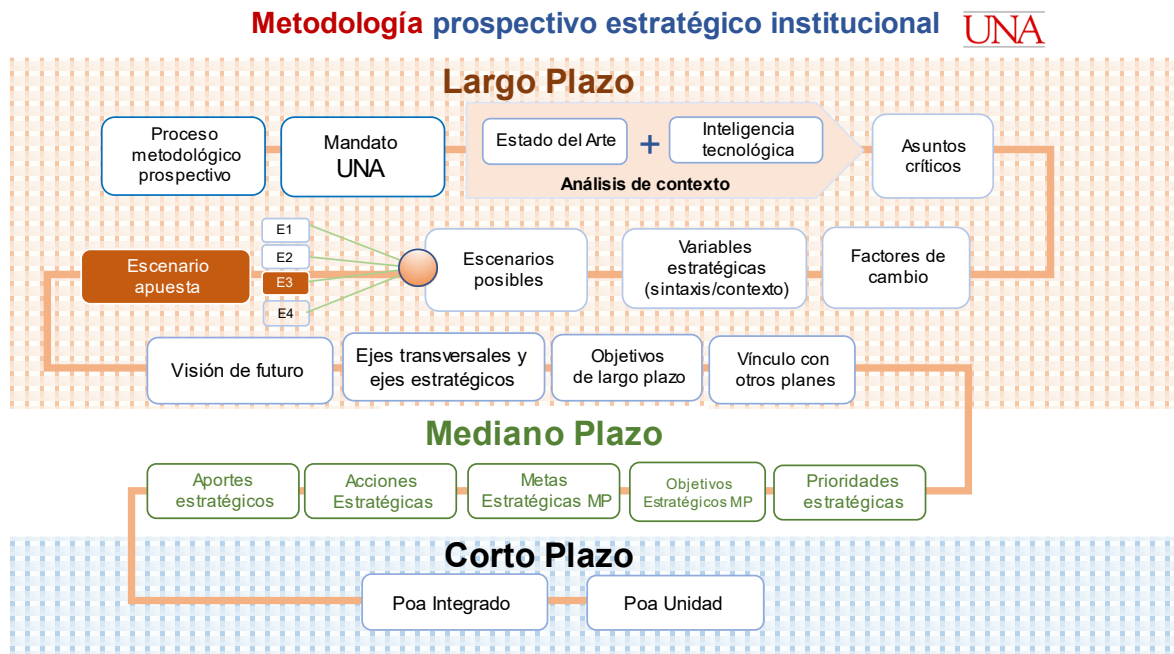 Metodología prospectivo estratégico institucional
UNA
Largo Plazo
Proceso
metodológico
prospectivo
Mandato
UNA
Estado del Arte
+
Inteligencia
tecnológica
Análisis de contexto
Asuntos
críticos
Escenario
apuesta
E1
E2
E3
E4
Escenarios
posibles
Variables
estratégicas
(sintaxis/contexto)
Factores de
cambio
Visión de futuro
Ejes transversales y
ejes estratégicos
Objetivos
de largo plazo
Vínculo con
otros planes
Mediano Plazo
Aportes
estratégicos
Acciones
Estratégicas
Metas
Estratégicas MP
Objetivos
Estratégicos MP
Prioridades
estratégicas
Corto Plazo
Poa Integrado
Poa Unidad